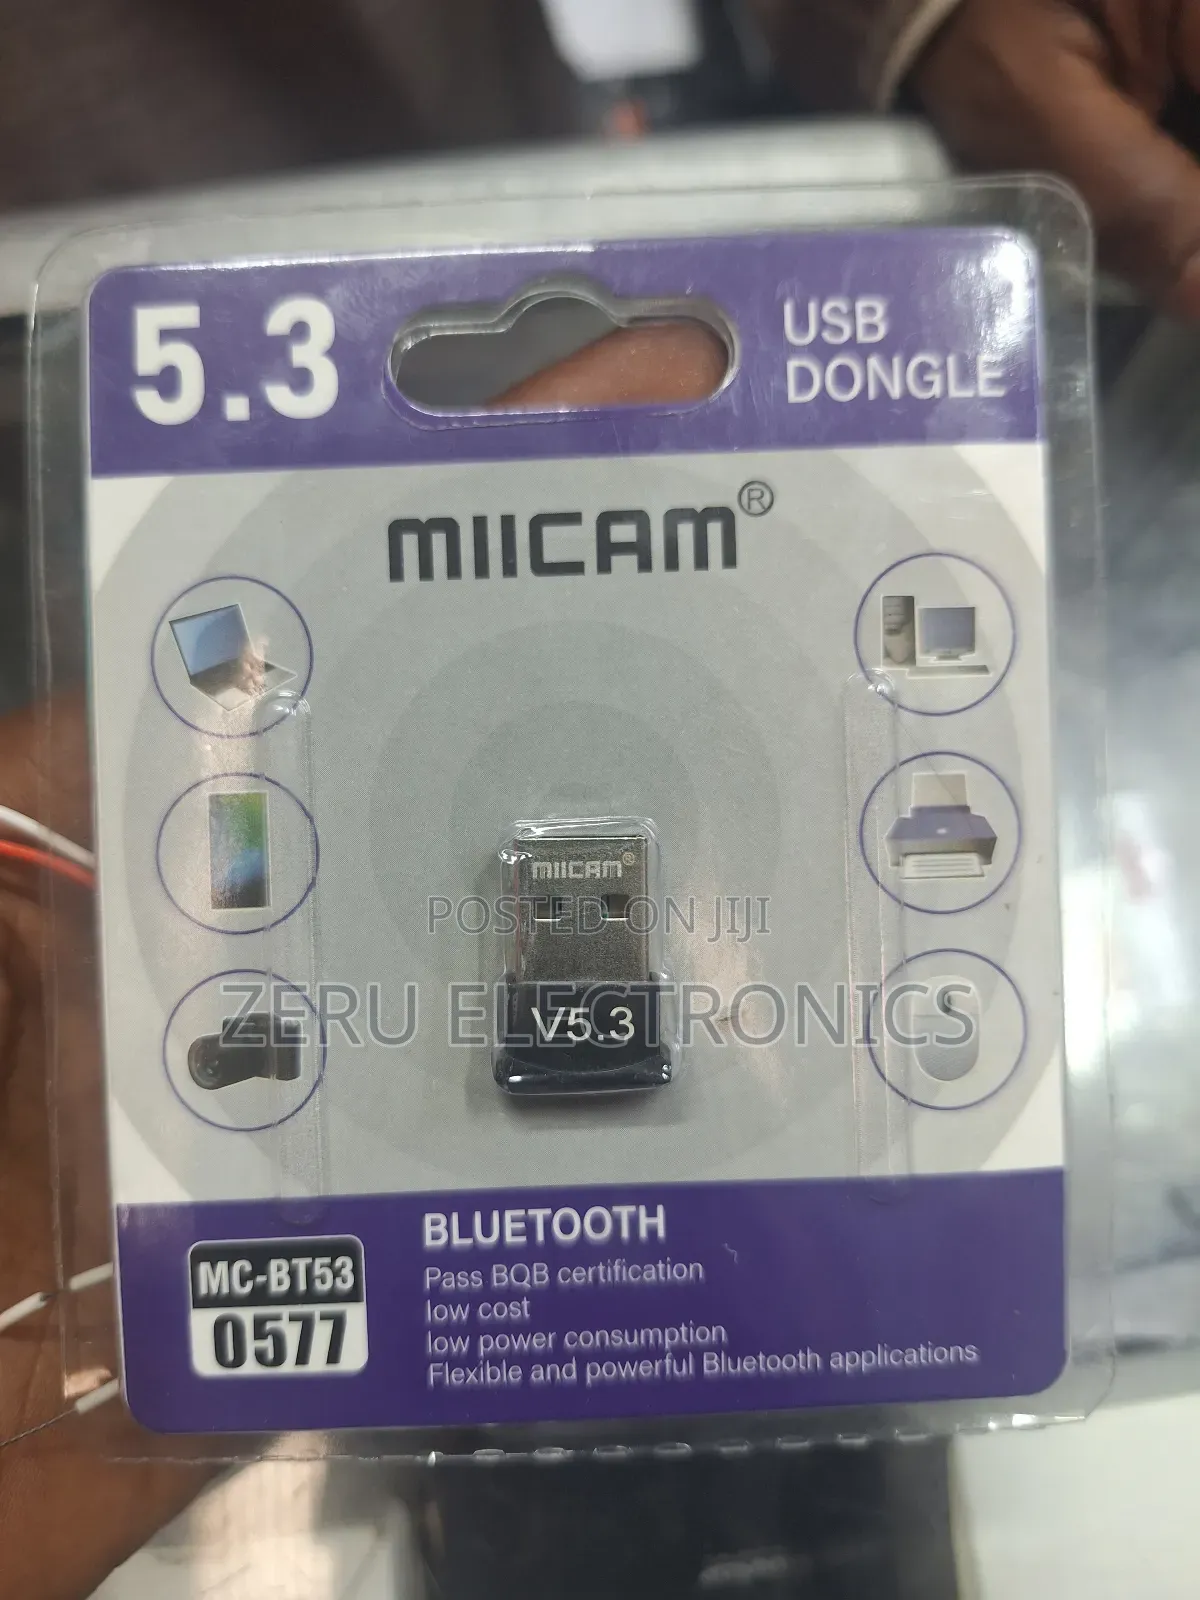 5.3
USB
DONGLE
MIICAM®
MIICAM®
POSTED ON JIJI
ZERU ELECTRONICS
V5.3
BLUETOOTH
Pass BQB certification
low cost
low power consumption
Flexible and powerful Bluetooth applications
MC-BT53
0577